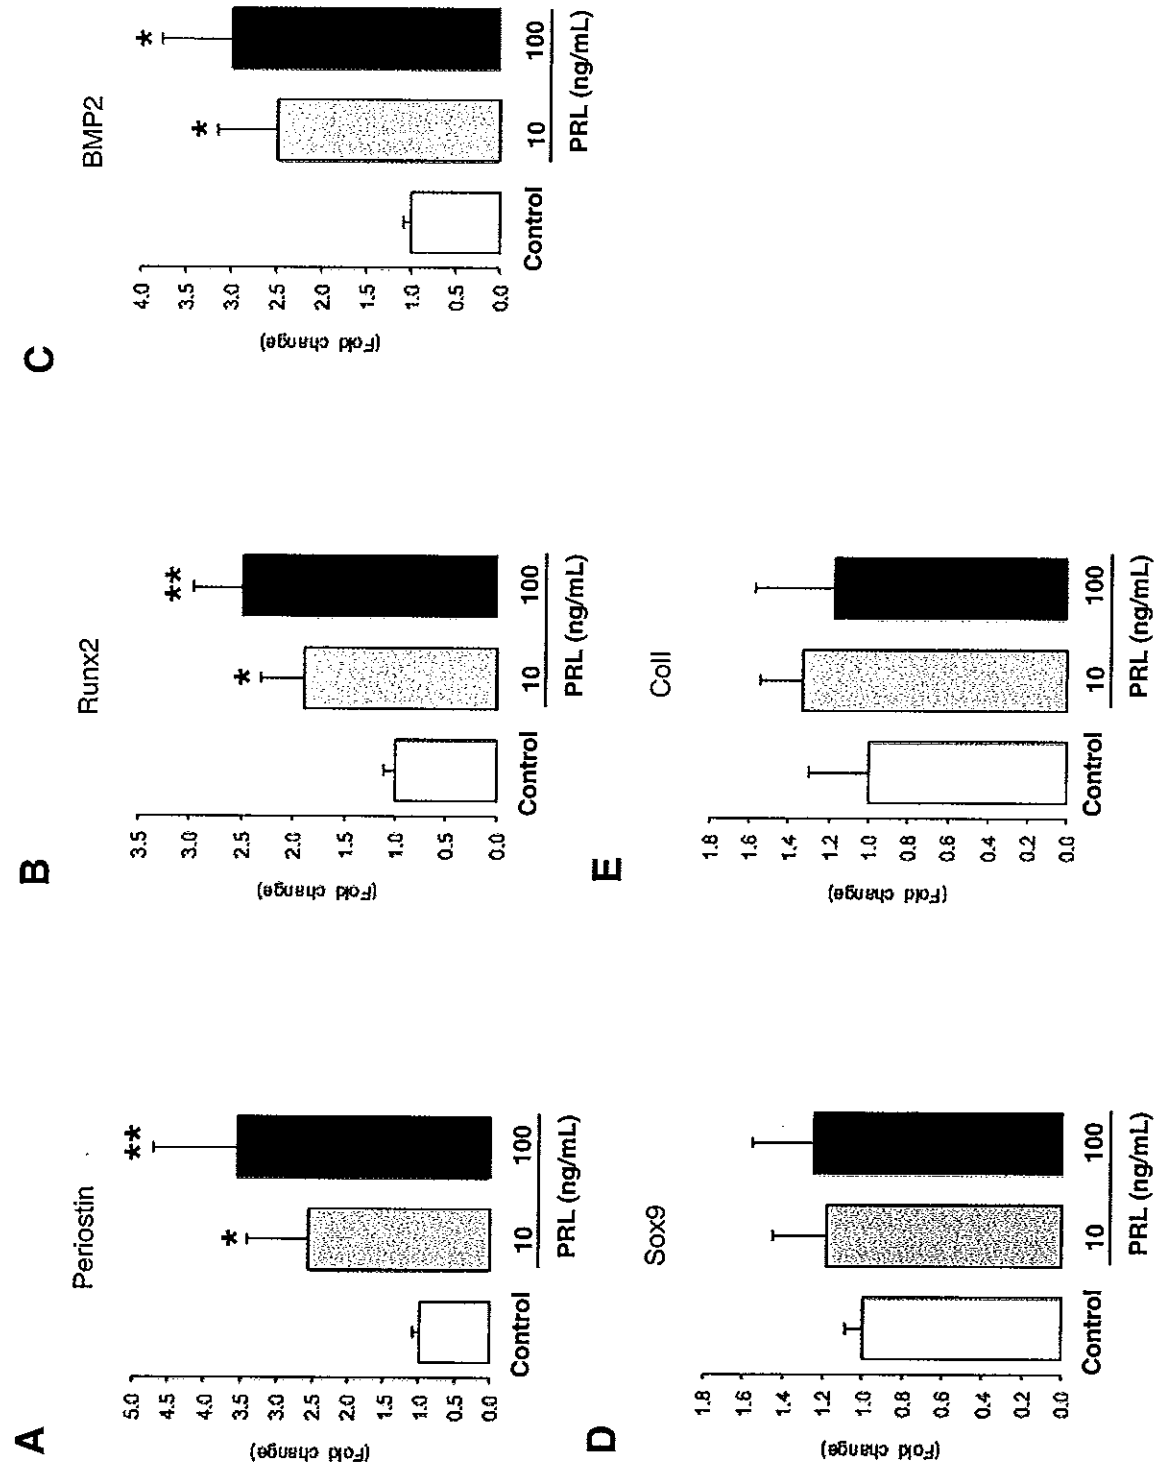 A
Periostin
(Fold change)
5.0
4.5
4.0
3.5
3.0
2.5
2.0
1.5
1.0
0.5
0.0
*
**
Control
10
100
PRL (ng/mL)
B
Runx2
(Fold change)
3.5
3.0
2.5
2.0
1.5
1.0
0.5
0.0
*
**
Control
10
100
PRL (ng/mL)
C
BMP2
(Fold change)
4.0
3.5
3.0
2.5
2.0
1.5
1.0
0.5
0.0
*
*
Control
10
100
PRL (ng/mL)
D
Sox9
(Fold change)
1.8
1.6
1.4
1.2
1.0
0.8
0.6
0.4
0.2
0.0
Control
10
100
PRL (ng/mL)
E
ColI
(Fold change)
1.8
1.6
1.4
1.2
1.0
0.8
0.6
0.4
0.2
0.0
Control
10
100
PRL (ng/mL)